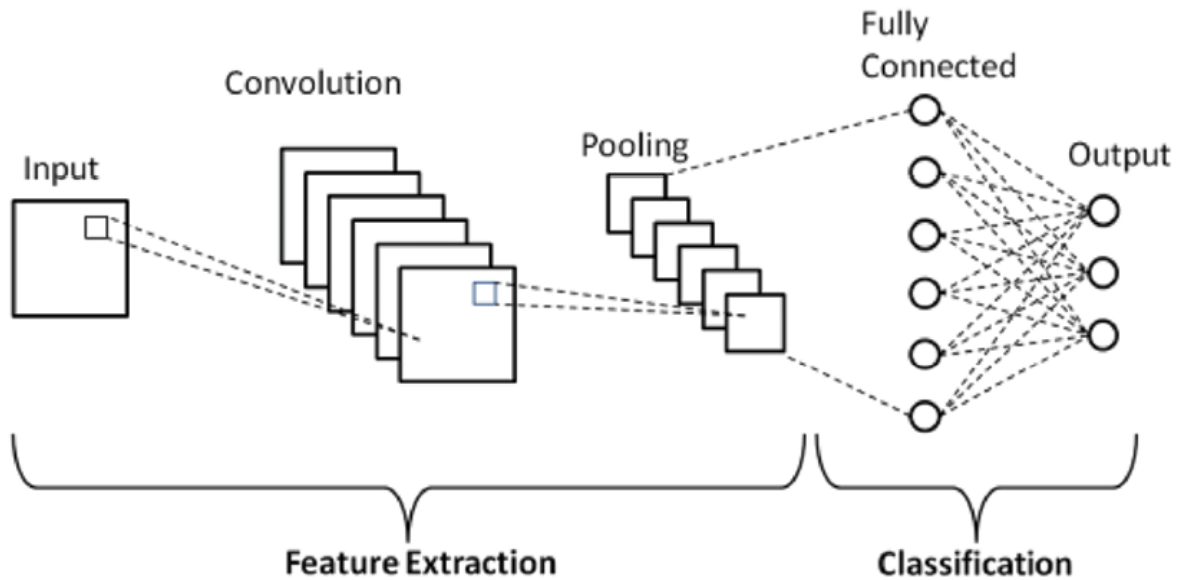 Fully
Connected
Convolution
Pooling
Input
Output
Feature Extraction
Classification